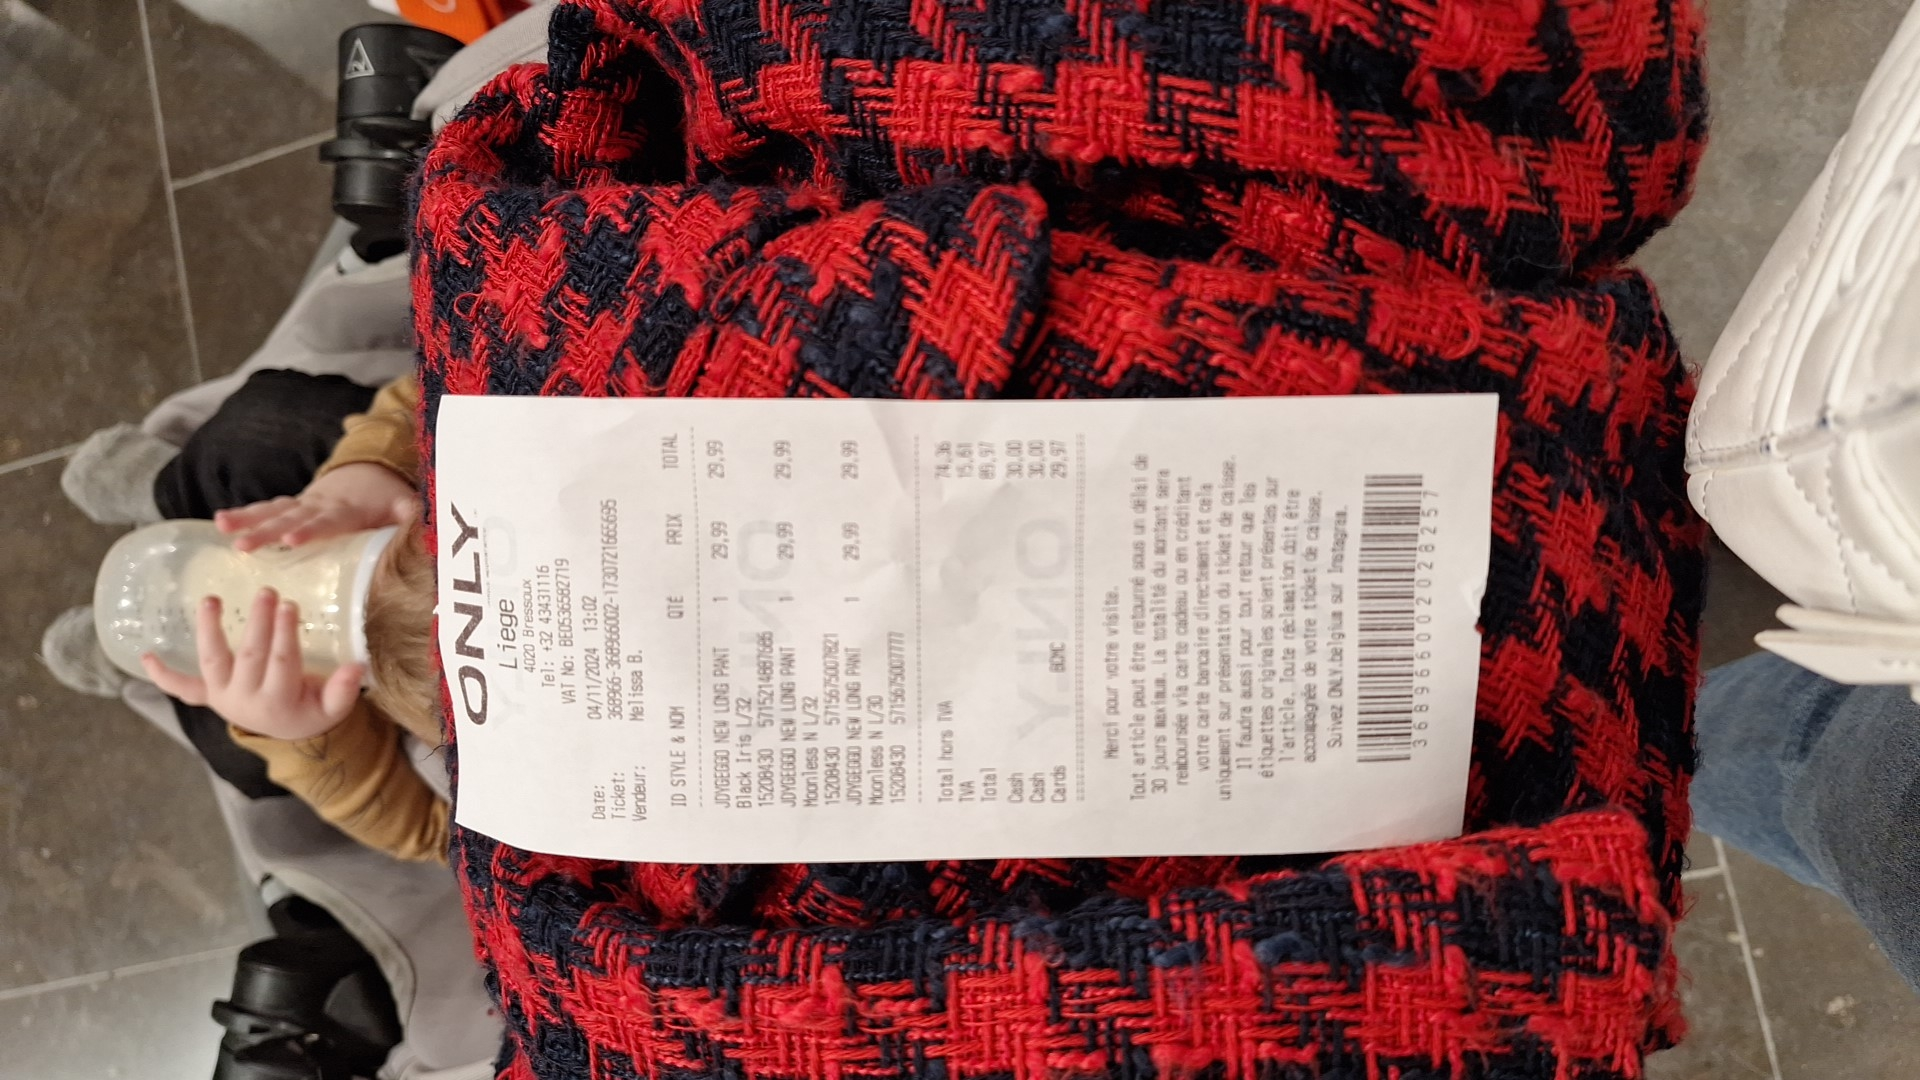 ONLY
Liege
4020 Bressoux
Tel: +32 43431116
VAT No: BE0536582719
Date: 04/11/2024 13:02
Ticket: 368966-368966002-1730721665695
Vendeur: Melissa B.
ID STYLE & NOM QTÉ PRIX TOTAL
JDYGEGGO NEW LONG PANT 1 29,99 29,99
Black Iris L/32
15208430 5715214887685
JDYGEGGO NEW LONG PANT 1 29,99 29,99
Moonless N L/32
15208430 5715675007821
JDYGEGGO NEW LONG PANT 1 29,99 29,99
Moonless N L/30
15208430 5715675007777
Total hors TVA 74,36
TVA 15,61
Total 89,97
Cash 30,00
Cash 30,00
Cards BCMC 29,97
Merci pour votre visite.
Tout article peut être retourné sous un délai de
30 jours maximum. La totalité du montant sera
remboursée via la carte cadeau ou en créditant
votre carte bancaire directement et cela
uniquement sur présentation du ticket de caisse.
Il faudra aussi pour tout retour que les
étiquettes originales soient présentes sur
l'article. Toute réclamation doit être
accompagnée de votre ticket de caisse.
Suivez ONLY.belgium sur Instagram.
368966002028257